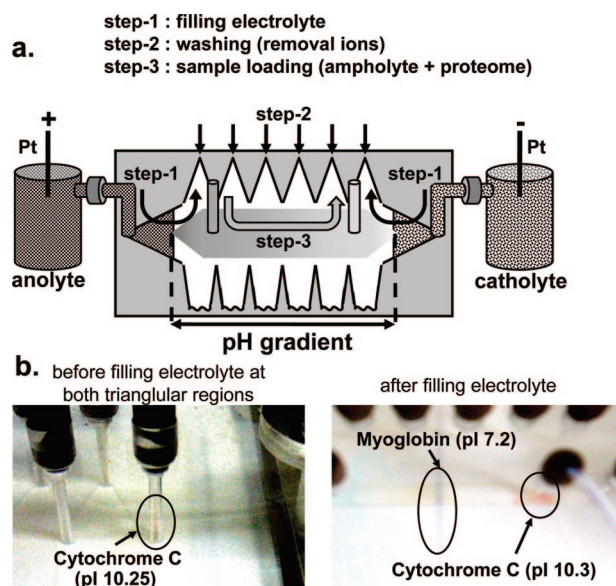 step-1 : filling electrolyte
step-2 : washing (removal ions)
step-3 : sample loading (ampholyte + proteome)
a.
+
Pt
step-2
-
Pt
step-1
step-1
step-3
anolyte
catholyte
pH gradient
b.
before filling electrolyte at
both trianglular regions
after filling electrolyte
Myoglobin (pI 7.2)
Cytochrome C
(pI 10.25)
Cytochrome C (pI 10.3)